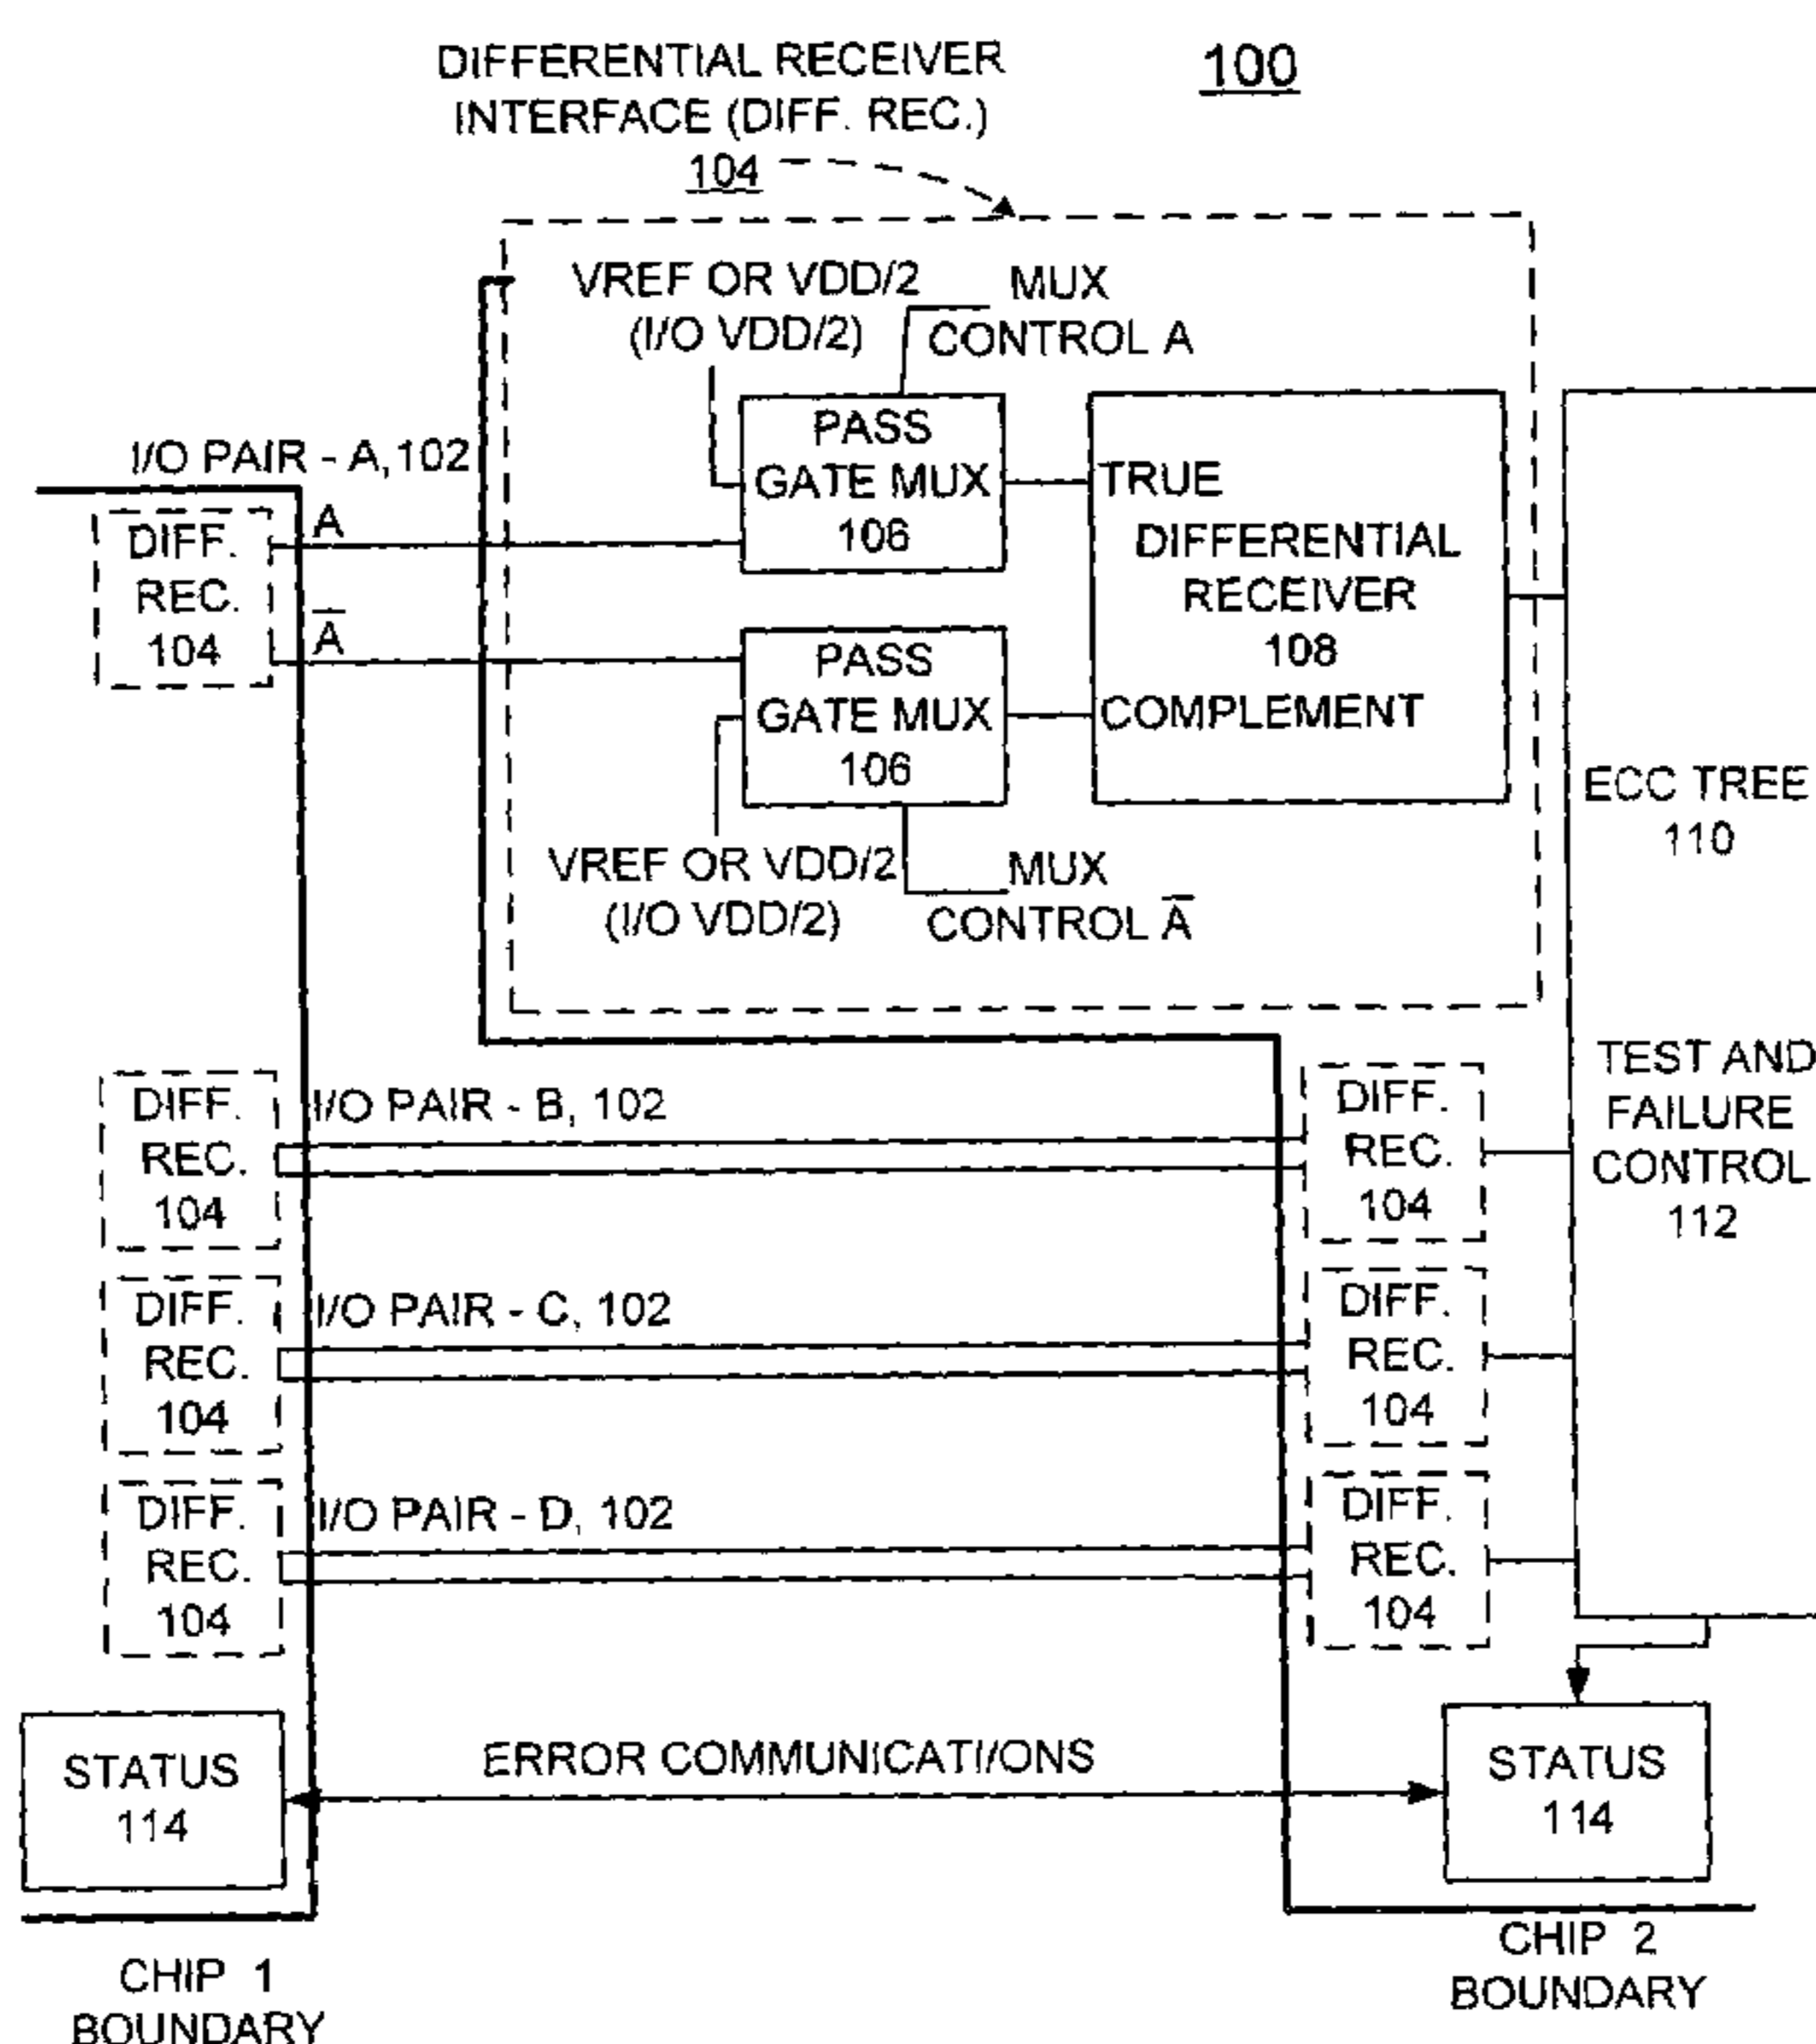 DIFFERENTIAL RECEIVER
INTERFACE (DIFF. REC.)
104
100
VREF OR VDD/2
(I/O VDD/2)
MUX
CONTROL A
I/O PAIR - A, 102
DIFF.
REC.
104
A
A̅
PASS
GATE MUX
106
TRUE
DIFFERENTIAL
RECEIVER
108
COMPLEMENT
PASS
GATE MUX
106
VREF OR VDD/2
(I/O VDD/2)
MUX
CONTROL A̅
ECC TREE
110
TEST AND
FAILURE
CONTROL
112
DIFF.
REC.
104
I/O PAIR - B, 102
DIFF.
REC.
104
DIFF.
REC.
104
I/O PAIR - C, 102
DIFF.
REC.
104
DIFF.
REC.
104
I/O PAIR - D, 102
DIFF.
REC.
104
STATUS
114
ERROR COMMUNICATI/ONS
STATUS
114
CHIP 1
BOUNDARY
CHIP 2
BOUNDARY